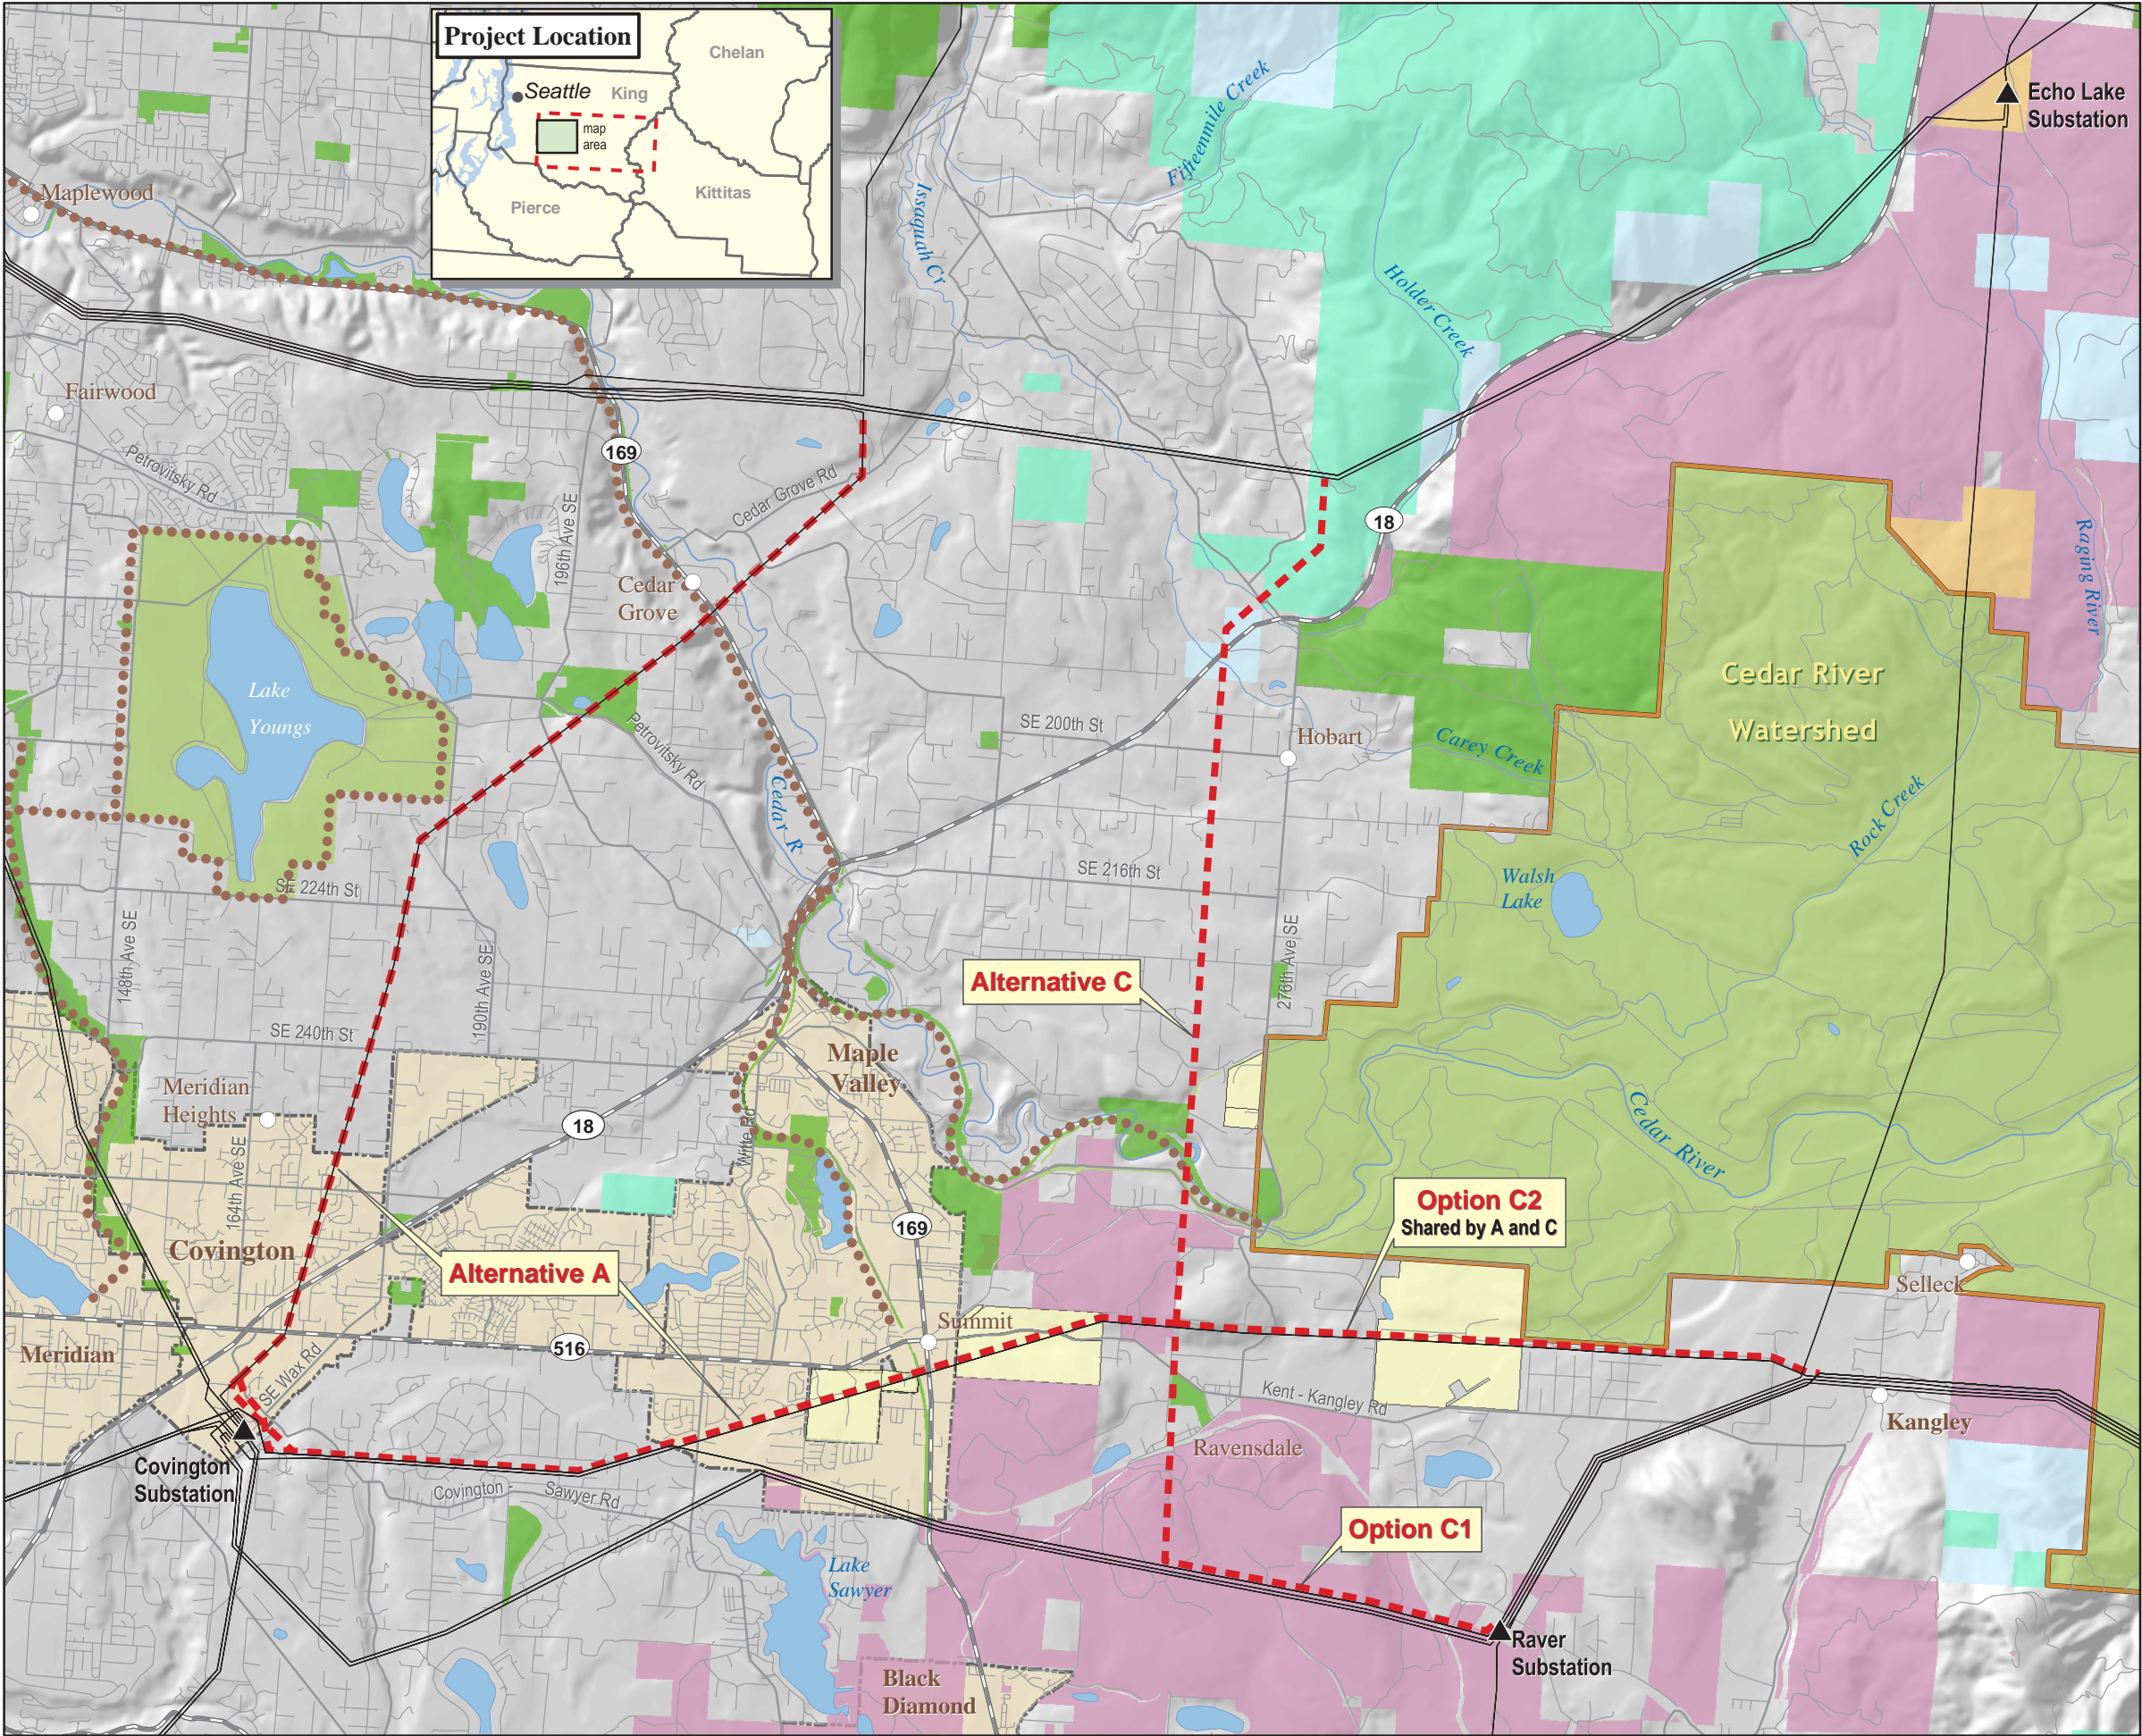 Project Location
Chelan
Seattle
King
map
area
Kittitas
Pierce
Echo Lake
Substation
Fifteenmile Creek
Issaquah Cr
Maplewood
Holder Creek
Fairwood
Petrovitsky Rd
169
Cedar Grove Rd
196th Ave SE
18
Raging River
Cedar
Grove
Cedar River
Watershed
Lake
Youngs
Petrovitsky Rd
SE 200th St
Hobart
Carey Creek
Cedar R
Rock Creek
SE 216th St
Walsh
Lake
SE 224th St
148th Ave SE
190th Ave SE
276th Ave SE
Alternative C
SE 240th St
Maple
Valley
Meridian
Heights
18
Witte Rd
Cedar River
164th Ave SE
Option C2
Shared by A and C
169
Covington
Alternative A
Selleck
Summit
516
Meridian
SE Wax Rd
Kent - Kangley Rd
Kangley
Ravensdale
Covington
Substation
Covington -
Sawyer Rd
Option C1
Lake
Sawyer
Raver
Substation
Black
Diamond